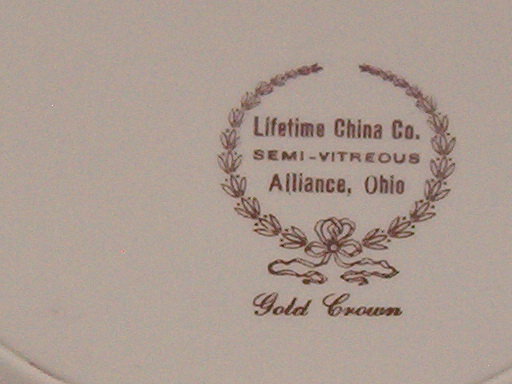 Lifetime China Co.
SEMI-VITREOUS
Alliance, Ohio
Gold Crown